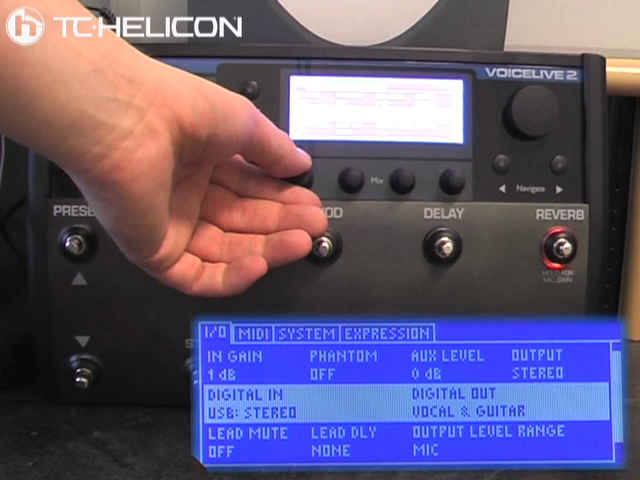 TC·HELICON
VOICELIVE 2
Mix
Navigate
DELAY
REVERB
HOLD FOR
MIC GAIN
I/O MIDI SYSTEM EXPRESSION
IN GAIN PHANTOM AUX LEVEL OUTPUT
1 dB OFF 0 dB STEREO
DIGITAL IN DIGITAL OUT
USB: STEREO VOCAL & GUITAR
LEAD MUTE LEAD DLY OUTPUT LEVEL RANGE
OFF NONE MIC